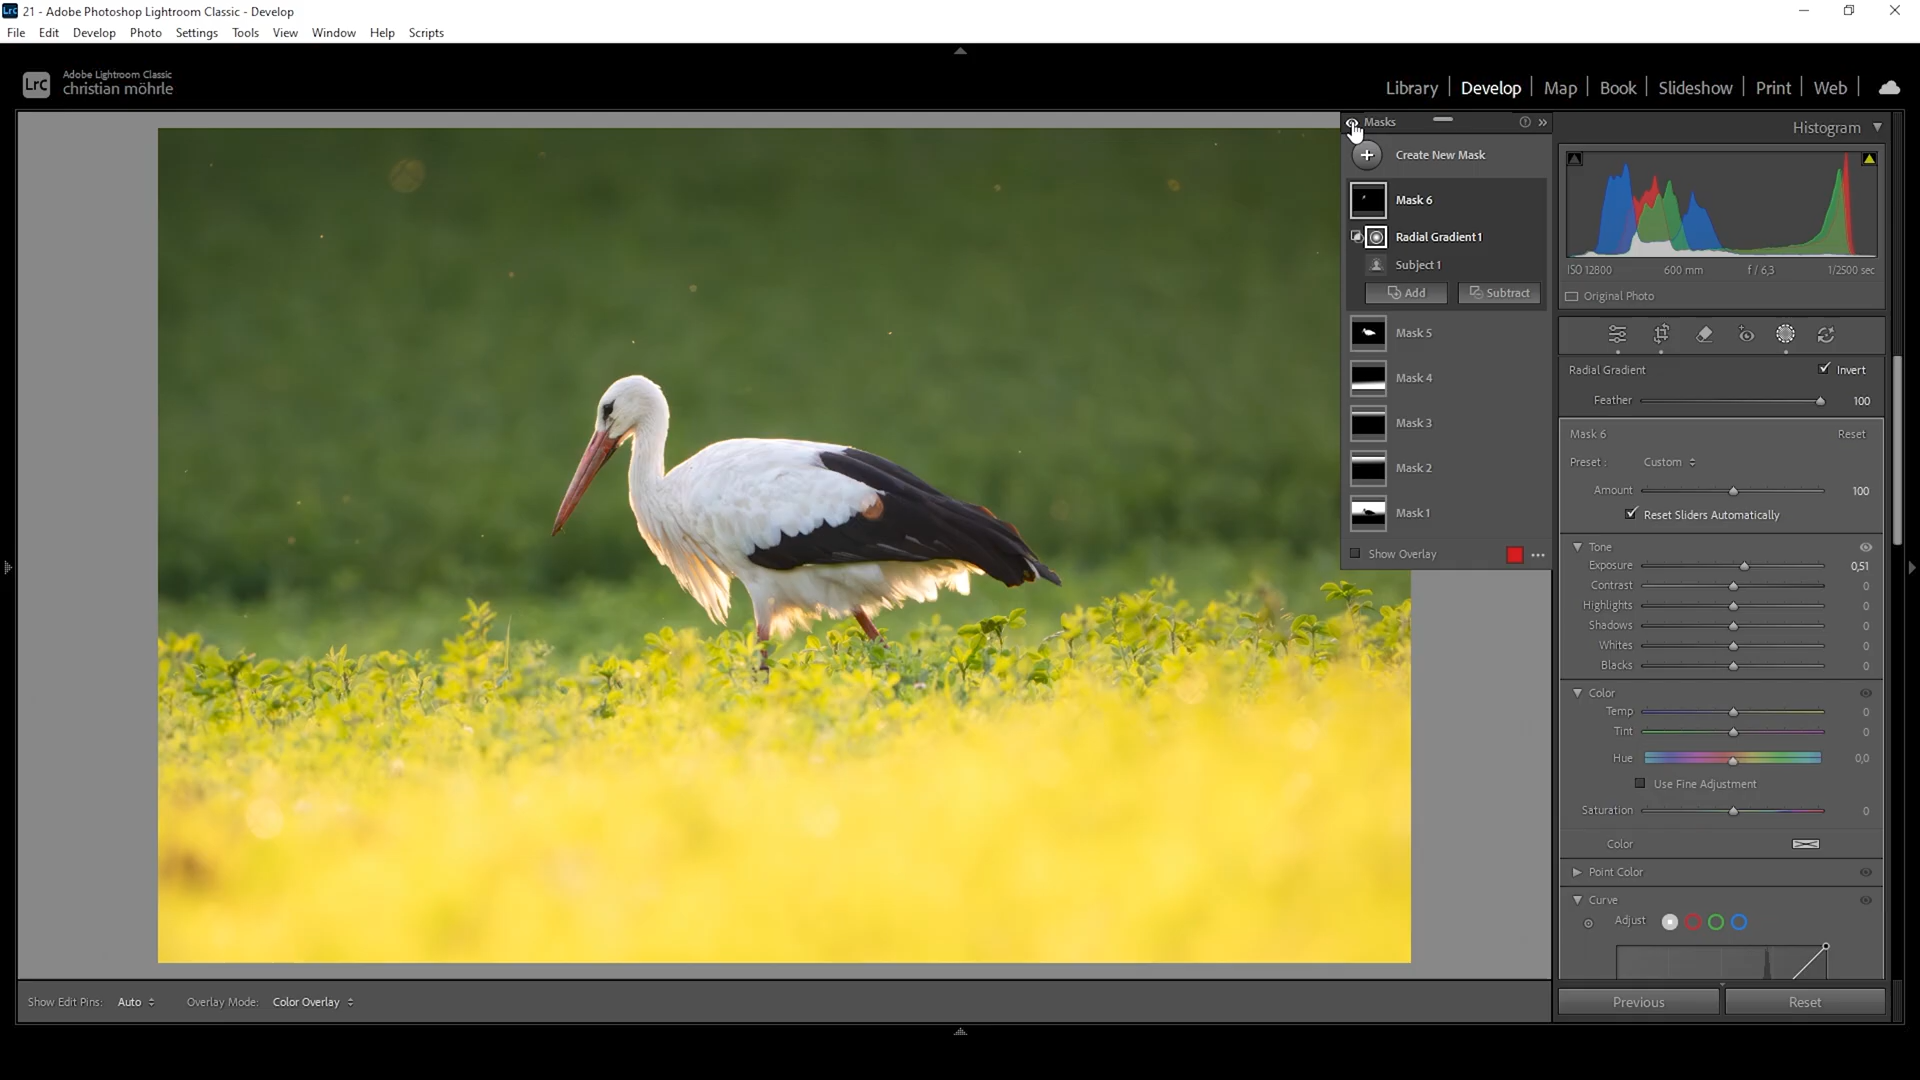 21 - Adobe Photoshop Lightroom Classic - Develop
File Edit Develop Photo Settings Tools View Window Help Scripts
LrC
Adobe Lightroom Classic
christian möhrle
Library Develop Map Book Slideshow Print Web
Masks
Create New Mask
Mask 6
Radial Gradient 1
Subject 1
Add Subtract
Mask 5
Mask 4
Mask 3
Mask 2
Mask 1
Show Overlay
Histogram
ISO 12800 600 mm f / 6,3 1/2500 sec
Original Photo
Radial Gradient Invert
Feather 100
Mask 6 Reset
Preset : Custom
Amount 100
Reset Sliders Automatically
Tone
Exposure 0,51
Contrast 0
Highlights 0
Shadows 0
Whites 0
Blacks 0
Color
Temp 0
Tint 0
Hue 0,0
Use Fine Adjustment
Saturation 0
Color
Point Color
Curve
Adjust
Show Edit Pins: Auto Overlay Mode: Color Overlay
Previous Reset